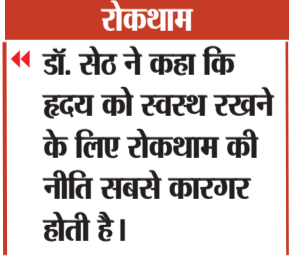 रोकथाम
डॉ. सेठ ने कहा कि
हृदय को स्वस्थ रखने
के लिए रोकथाम की
नीति सबसे कारगर
होती है।